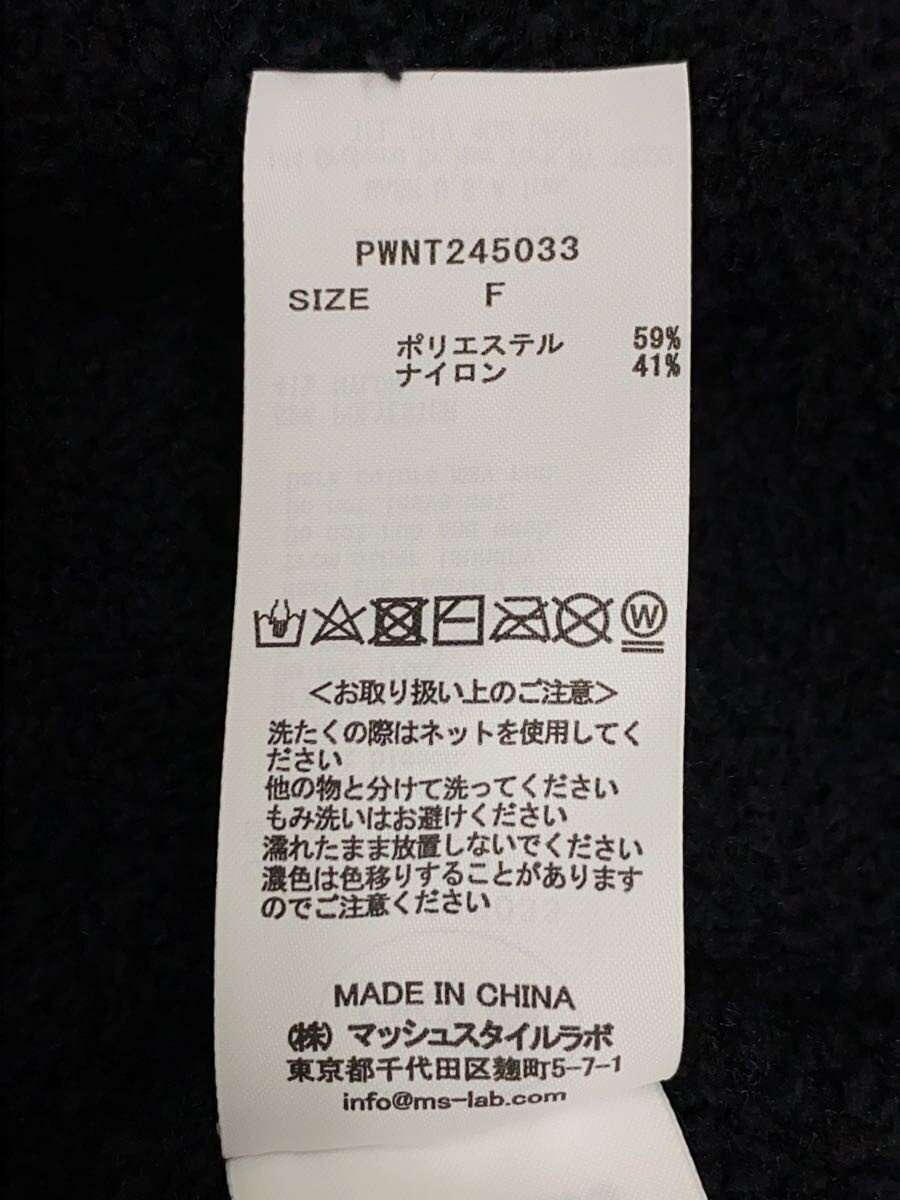 PWNT245033
SIZE F
ポリエステル 59%
ナイロン 41%
W
<お取り扱い上のご注意>
洗たくの際はネットを使用してく
ださい
他の物と分けて洗ってください
もみ洗いはお避けください
濡れたまま放置しないでください
濃色は色移りすることがあります
のでご注意ください
MADE IN CHINA
(株) マッシュスタイルラボ
東京都千代田区麹町5-7-1
info@ms-lab.com